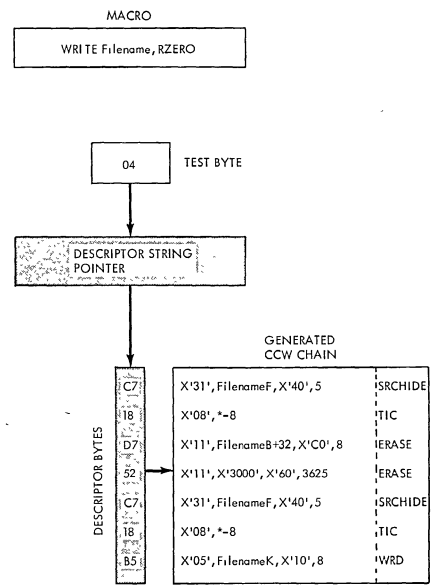 MACRO
WRITE Filename,RZERO
04
TEST BYTE
DESCRIPTOR STRING
POINTER
GENERATED
CCW CHAIN
DESCRIPTOR BYTES
C7 X'31',FilenameF,X'40',5 SRCHIDE
18 X'08',*-8 TIC
D7 X'11',FilenameB+32,X'C0',8 ERASE
52 X'11',X'3000',X'60',3625 ERASE
C7 X'31',FilenameF,X'40',5 SRCHIDE
18 X'08',*-8 TIC
B5 X'05',FilenameK,X'10',8 WRD